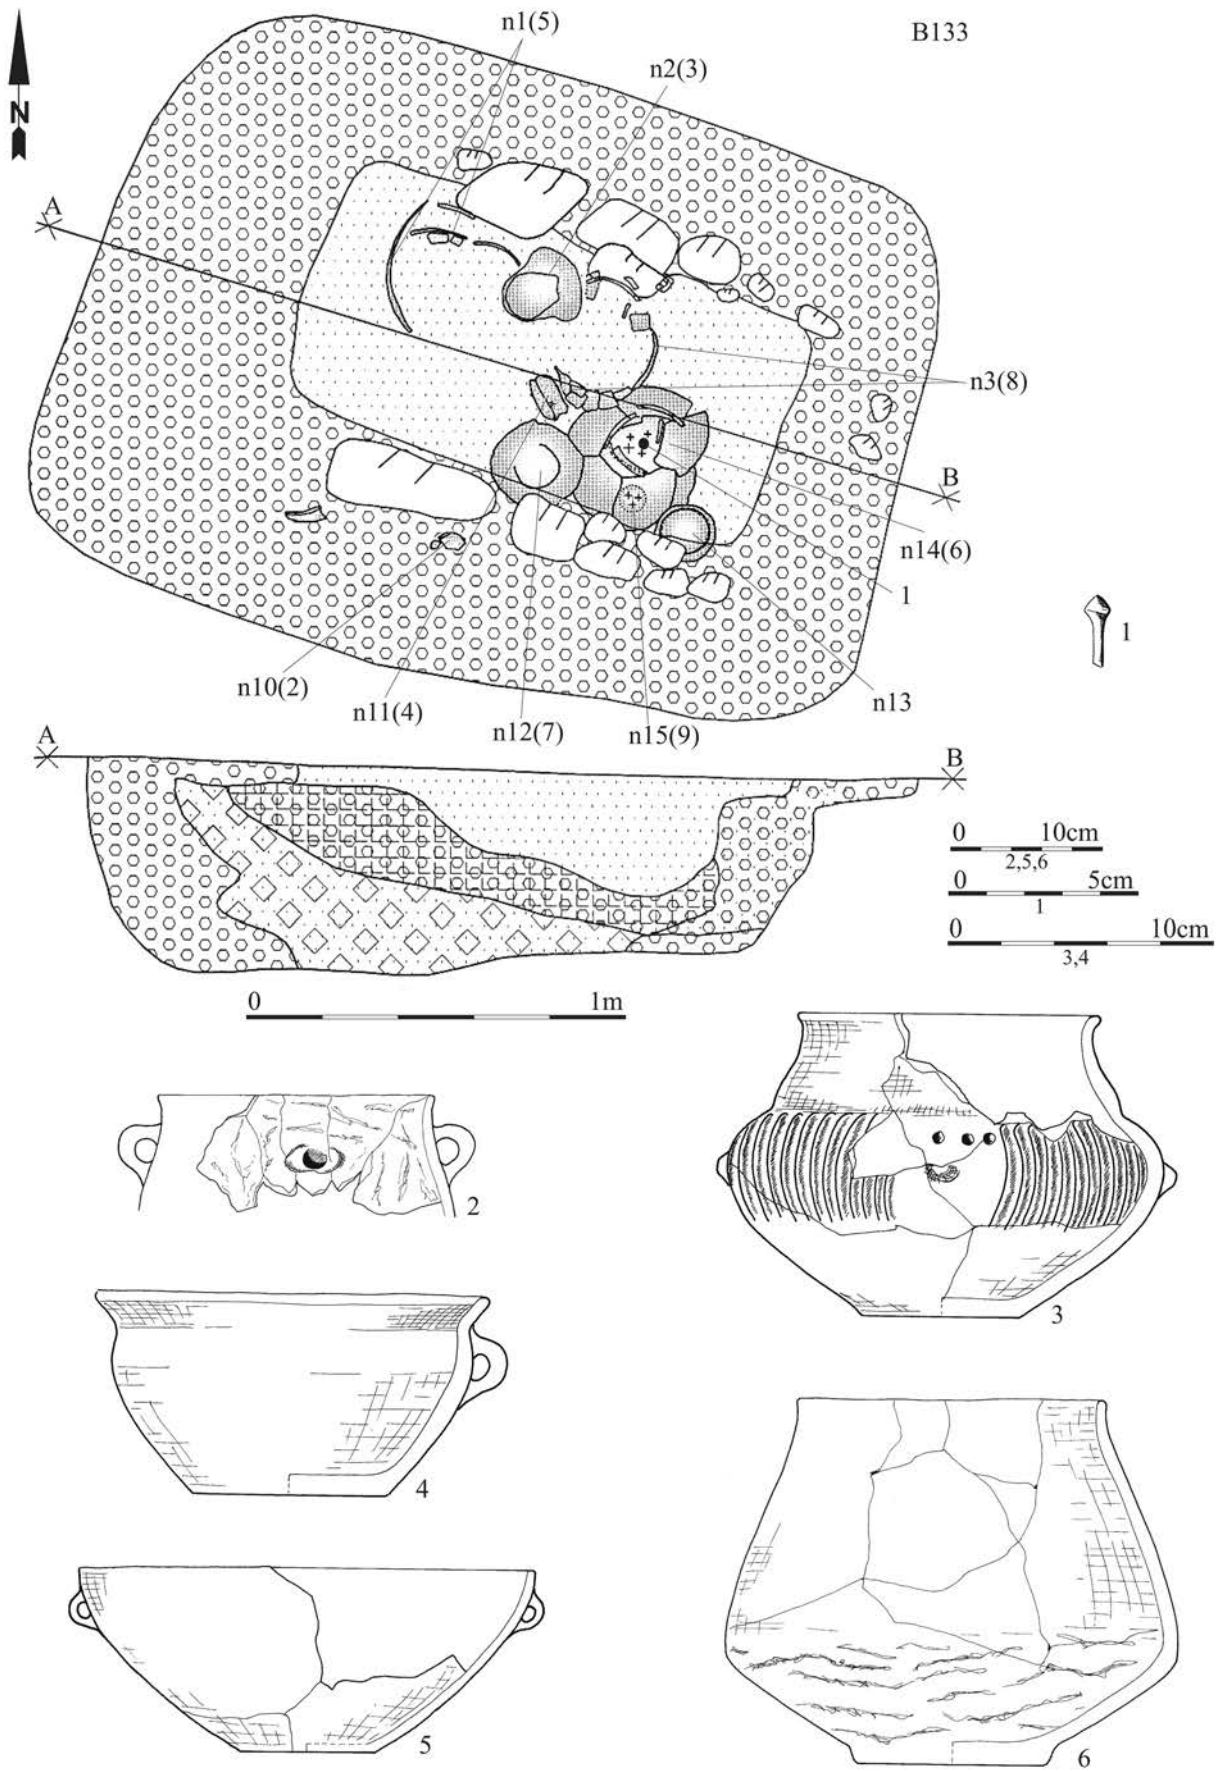 n1(5)
B133
n2(3)
N
A
n3(8)
B
n14(6)
1
1
n10(2)
n11(4)
n12(7)
n15(9)
n13
A
B
0 10cm
2,5,6
0 5cm
1
0 10cm
3,4
0 1m
2
3
4
5
6